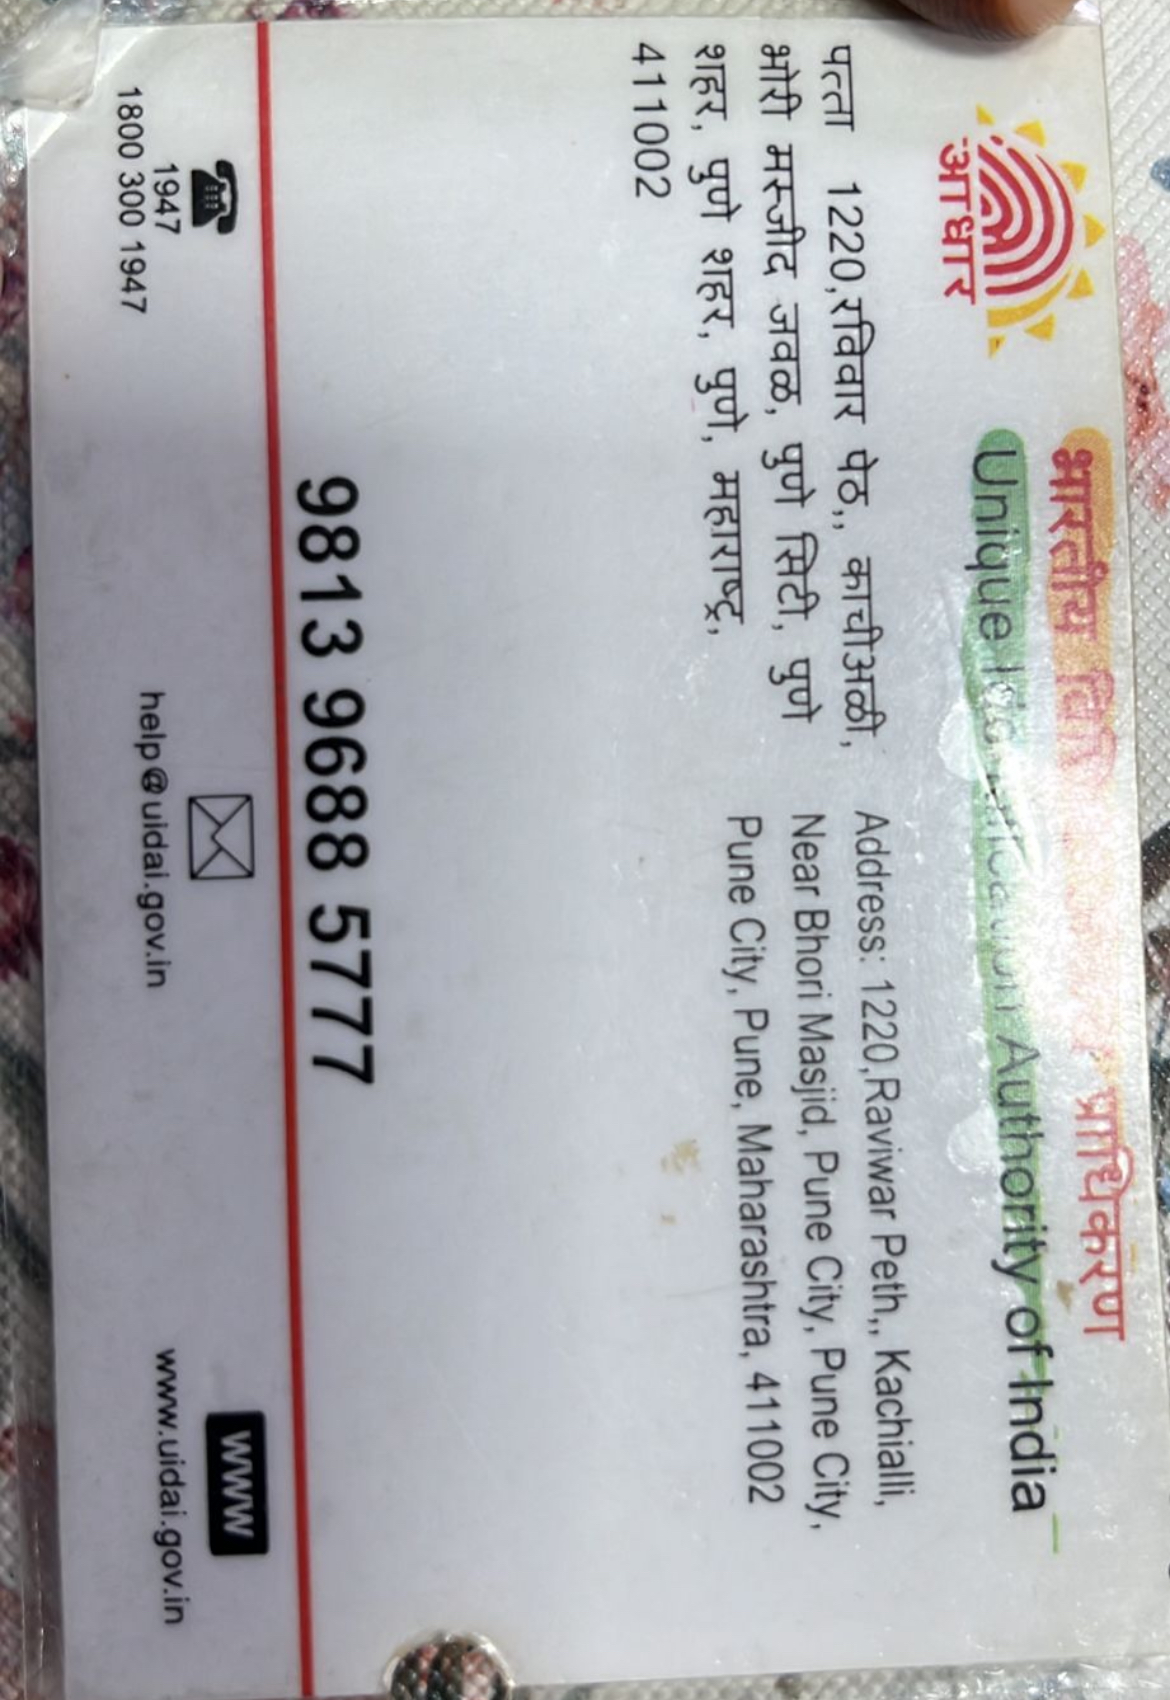 आधार
भारतीय प्राधिकरण
Unique Identification Authority of India
पत्ता 1220,रविवार पेठ,, काचीअळी,
भोरी मस्जीद जवळ, पुणे सिटी, पुणे
शहर, पुणे शहर, पुणे, महाराष्ट्र,
411002
Address: 1220,Raviwar Peth,, Kachialli,
Near Bhori Masjid, Pune City, Pune City,
Pune City, Pune, Maharashtra, 411002
9813 9688 5777
1947
1800 300 1947
help@uidai.gov.in
www
www.uidai.gov.in